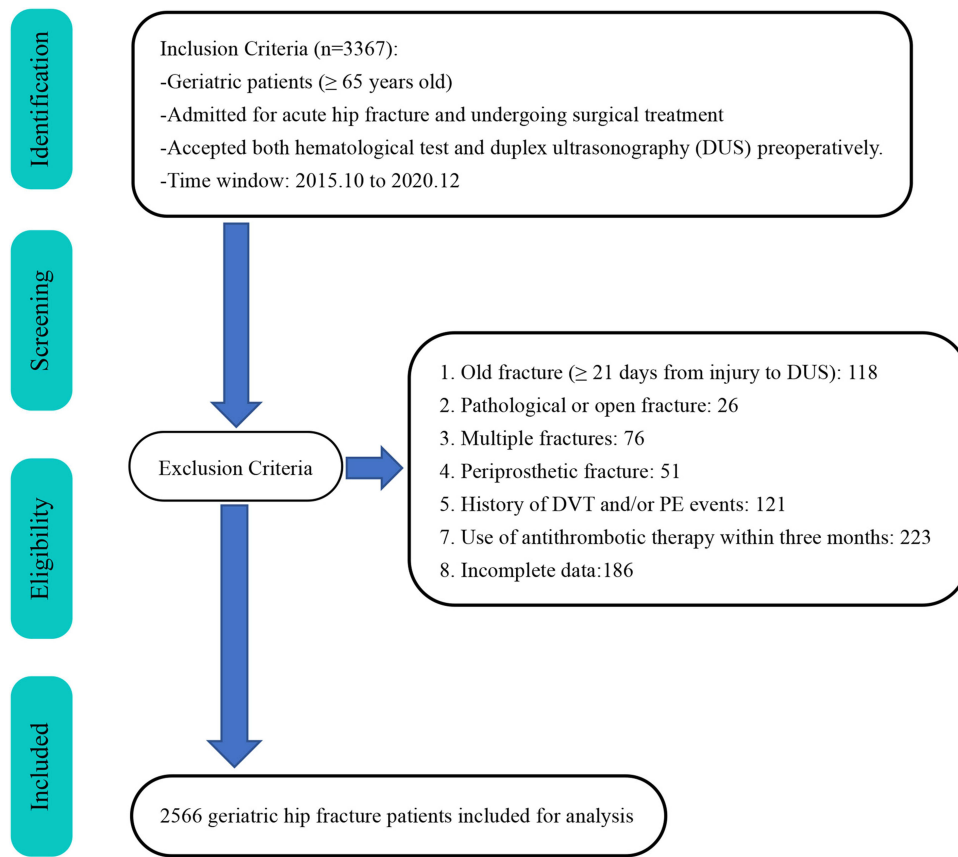 Identification
Inclusion Criteria (n=3367):
-Geriatric patients (≥ 65 years old)
-Admitted for acute hip fracture and undergoing surgical treatment
-Accepted both hematological test and duplex ultrasonography (DUS) preoperatively.
-Time window: 2015.10 to 2020.12
Screening
Exclusion Criteria
1. Old fracture (≥ 21 days from injury to DUS): 118
2. Pathological or open fracture: 26
3. Multiple fractures: 76
4. Periprosthetic fracture: 51
5. History of DVT and/or PE events: 121
7. Use of antithrombotic therapy within three months: 223
8. Incomplete data:186
Eligibility
Included
2566 geriatric hip fracture patients included for analysis